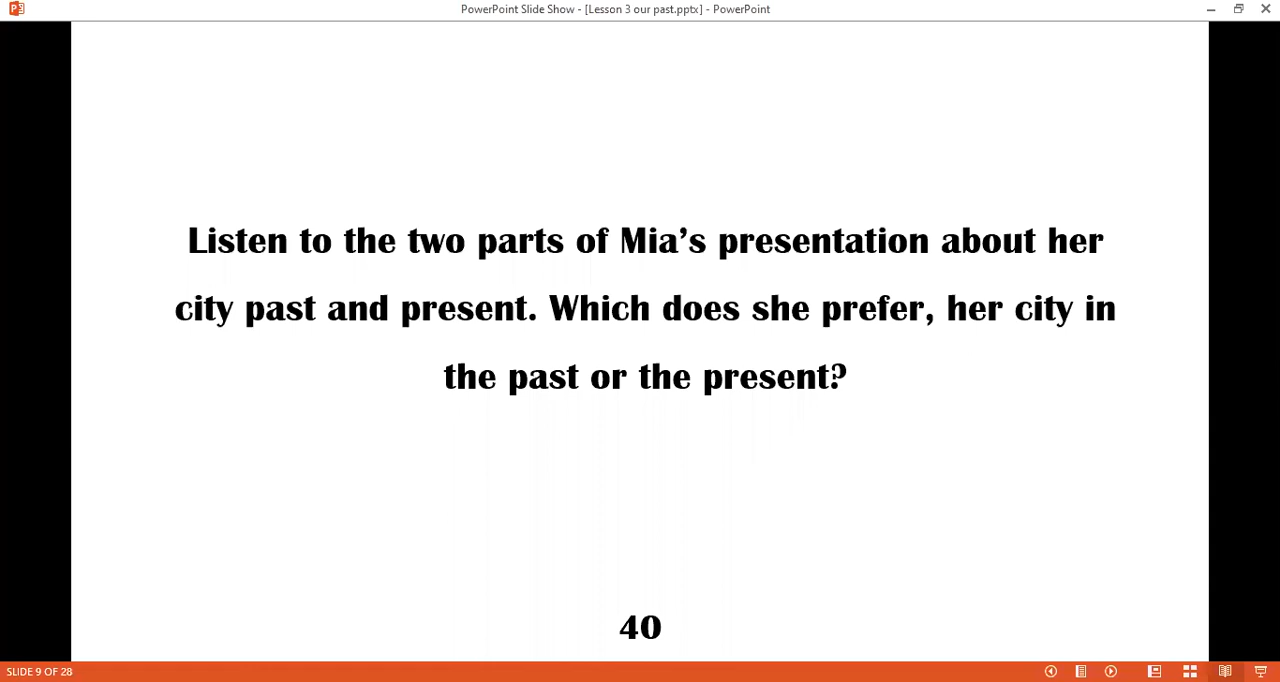 PowerPoint Slide Show - [Lesson 3 our past.pptx] - PowerPoint
Listen to the two parts of Mia’s presentation about her
city past and present. Which does she prefer, her city in
the past or the present?
40
SLIDE 9 OF 28